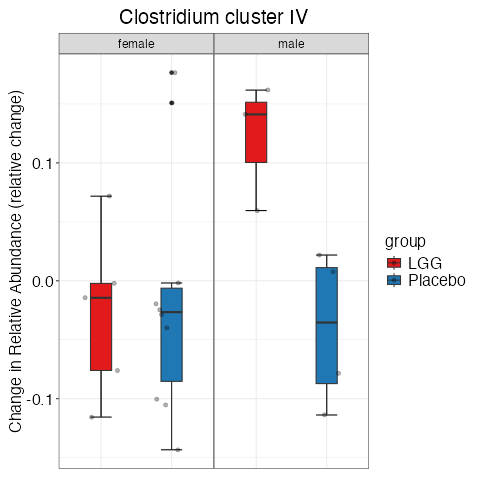 Clostridium cluster IV
female
male
Change in Relative Abundance (relative change)
0.1
0.0
-0.1
group
LGG
Placebo